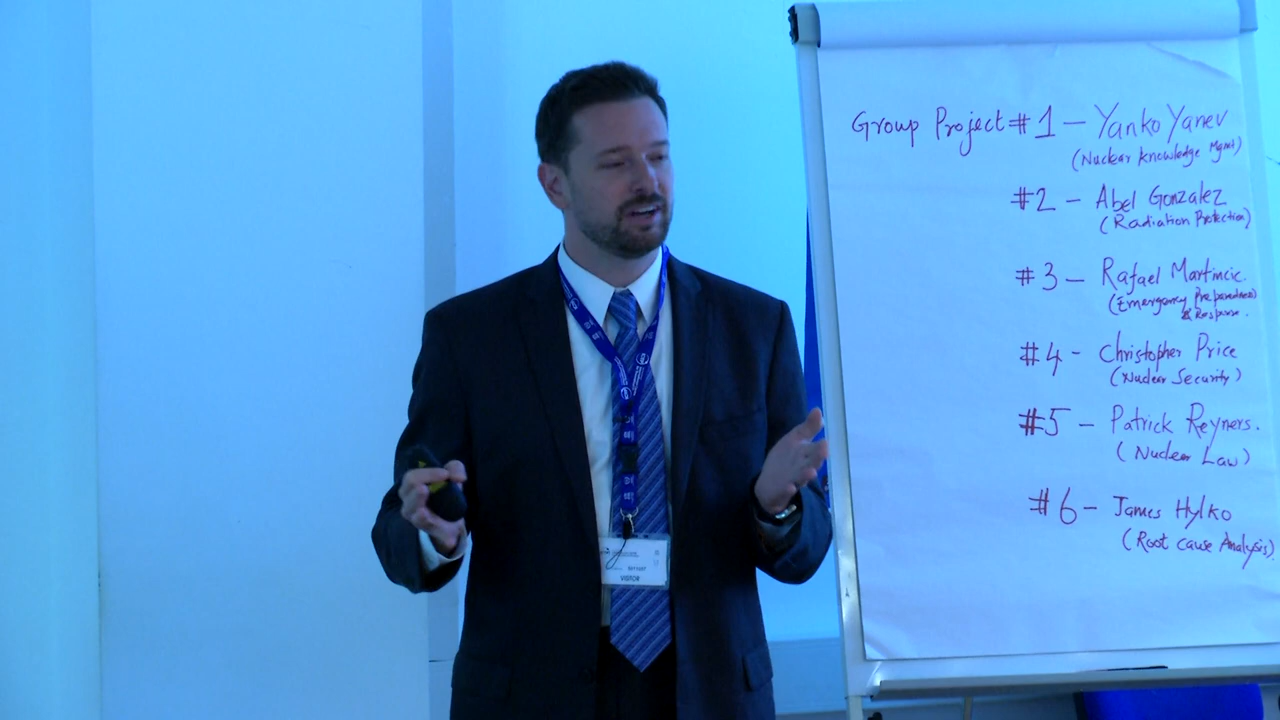 Group Project #1 – Yanko Yanev
(Nuclear Knowledge Mgmt)
#2 – Abel Gonzalez
(Radiation Protection)
#3 – Rafael Martincic.
(Emergency Preparedness)
& Response.
#4 - Christopher Price
(Nuclear Security)
#5 – Patrick Reyners.
(Nuclear Law)
#6 – James Hylko
(Root cause Analysis)
VISITOR